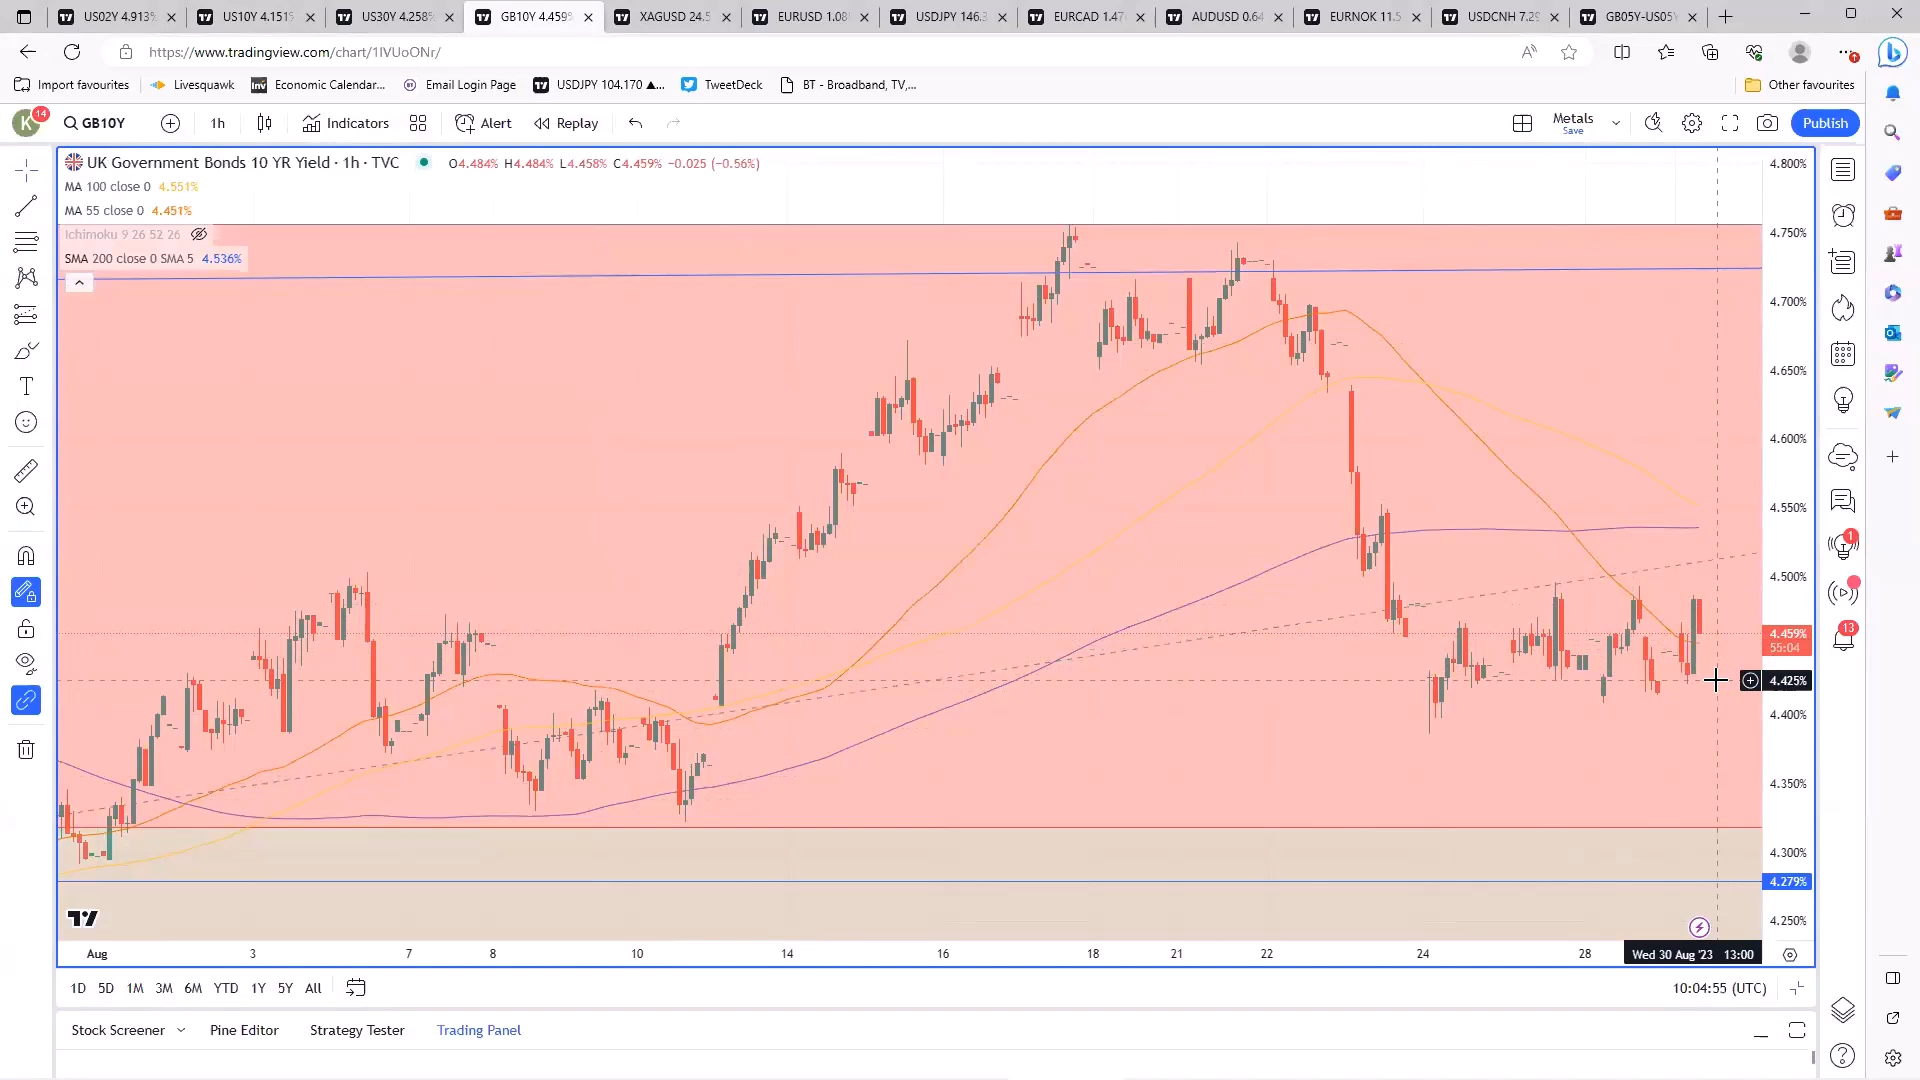 US02Y 4.913%
US10Y 4.151%
US30Y 4.258%
GB10Y 4.459%
XAGUSD 24.5
EURUSD 1.08
USDJPY 146.3
EURCAD 1.47
AUDUSD 0.64
EURNOK 11.5
USDCNH 7.29
GB05Y-US05Y
https://www.tradingview.com/chart/1IVUoONr/
Import favourites
Livesquawk
Economic Calendar...
Email Login Page
USDJPY 104.170 ▲...
TweetDeck
BT - Broadband, TV,...
Other favourites
K 14
GB10Y
1h
Indicators
Alert
Replay
Metals
Save
Publish
UK Government Bonds 10 YR Yield · 1h · TVC
O4.484% H4.484% L4.458% C4.459% −0.025 (−0.56%)
MA 100 close 0 4.551%
MA 55 close 0 4.451%
Ichimoku 9 26 52 26
SMA 200 close 0 SMA 5 4.536%
4.800%
4.750%
4.700%
4.650%
4.600%
4.550%
4.500%
4.459%
55:04
4.425%
4.400%
4.350%
4.300%
4.279%
4.250%
1
13
Aug 3 7 8 10 14 16 18 21 22 24 28
Wed 30 Aug '23 13:00
1D 5D 1M 3M 6M YTD 1Y 5Y All
10:04:55 (UTC)
Stock Screener
Pine Editor
Strategy Tester
Trading Panel